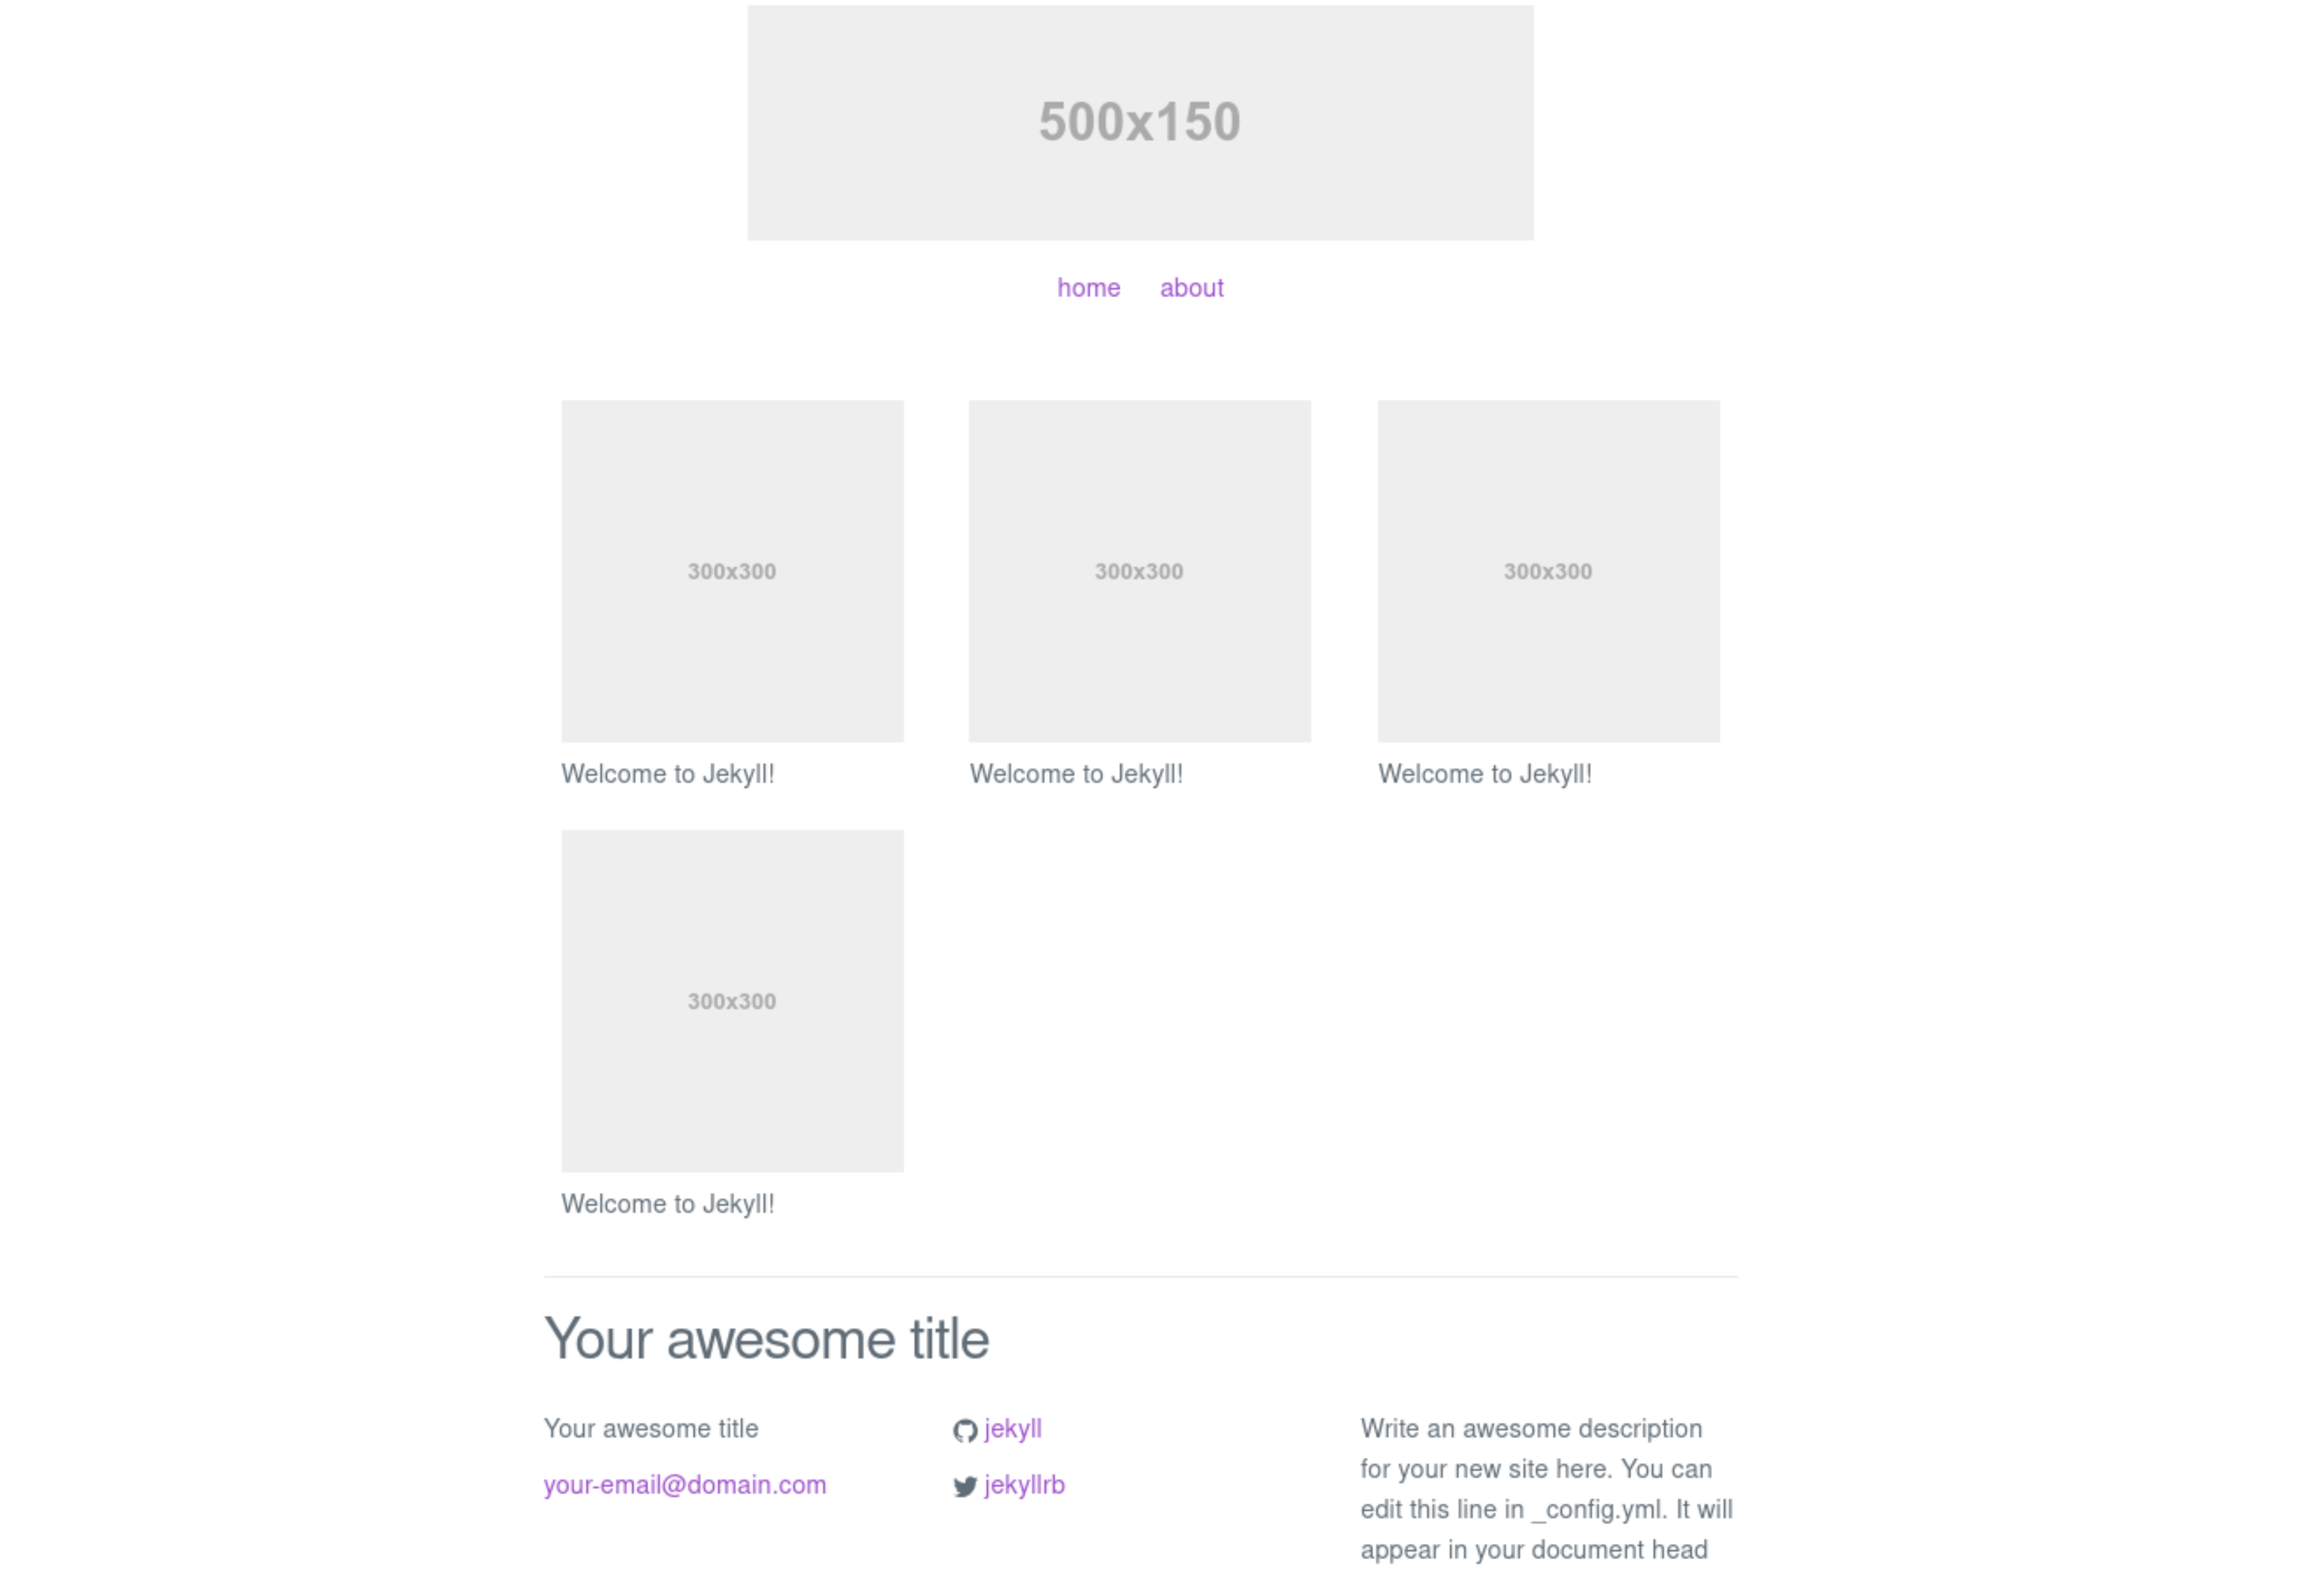 500x150
home about
300x300 300x300 300x300
Welcome to Jekyll! Welcome to Jekyll! Welcome to Jekyll!
300x300
Welcome to Jekyll!
Your awesome title
Your awesome title
your-email@domain.com
jekyll
jekyllrb
Write an awesome description
for your new site here. You can
edit this line in _config.yml. It will
appear in your document head